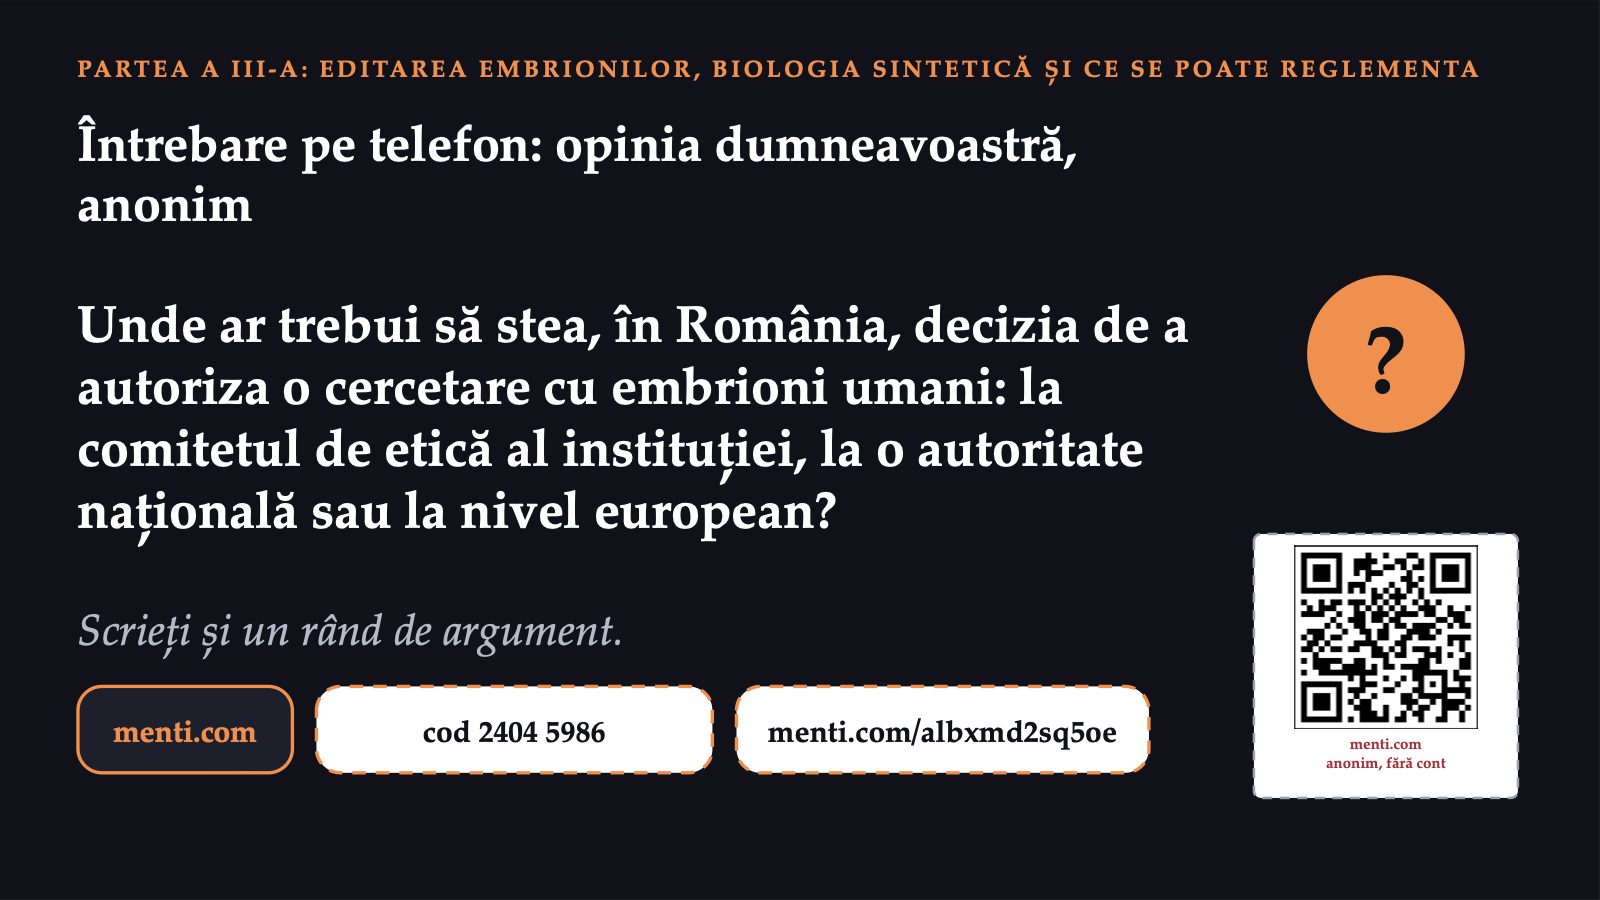 PARTEA A III-A: EDITAREA EMBRIONILOR, BIOLOGIA SINTETICĂ ȘI CE SE POATE REGLEMENTA
Întrebare pe telefon: opinia dumneavoastră,
anonim
Unde ar trebui să stea, în România, decizia de a
autoriza o cercetare cu embrioni umani: la
comitetul de etică al instituției, la o autoritate
națională sau la nivel european?
?
Scrieți și un rând de argument.
menti.com
cod 2404 5986
menti.com/albxmd2sq5oe
menti.com
anonim, fără cont